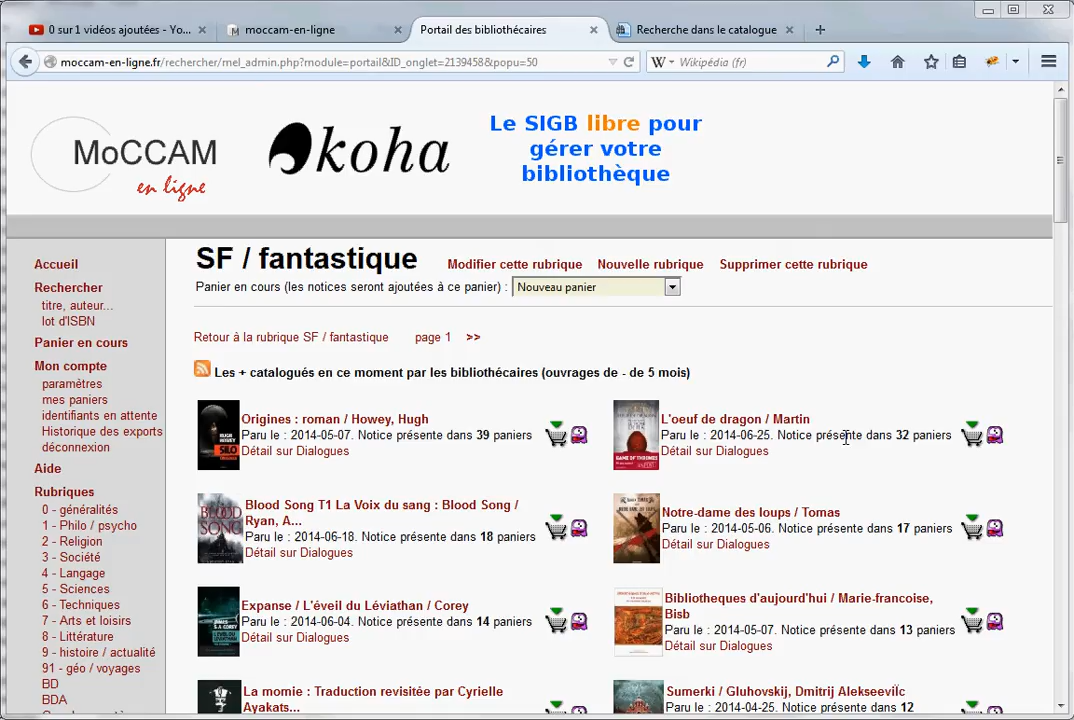 0 sur 1 vidéos ajoutées - Yo...
moccam-en-ligne
Portail des bibliothécaires
Recherche dans le catalogue
moccam-en-ligne.fr/rechercher/mel_admin.php?module=portail&ID_onglet=2139458&popu=50
W Wikipédia (fr)
MoCCAM
en ligne
koha
Le SIGB libre pour
gérer votre
bibliothèque
SF / fantastique
Modifier cette rubrique
Nouvelle rubrique
Supprimer cette rubrique
Panier en cours (les notices seront ajoutées à ce panier) :
Nouveau panier
Accueil
Rechercher
titre, auteur...
lot d'ISBN
Panier en cours
Mon compte
paramètres
mes paniers
identifiants en attente
Historique des exports
déconnexion
Aide
Rubriques
0 - généralités
1 - Philo / psycho
2 - Religion
3 - Société
4 - Langage
5 - Sciences
6 - Techniques
7 - Arts et loisirs
8 - Littérature
9 - histoire / actualité
91 - géo / voyages
BD
BDA
Retour à la rubrique SF / fantastique
page 1
>>
Les + catalogués en ce moment par les bibliothécaires (ouvrages de - de 5 mois)
Origines : roman / Howey, Hugh
Paru le : 2014-05-07. Notice présente dans 39 paniers
Détail sur Dialogues
L'oeuf de dragon / Martin
Paru le : 2014-06-25. Notice présente dans 32 paniers
Détail sur Dialogues
Blood Song T1 La Voix du sang : Blood Song /
Ryan, A...
Paru le : 2014-06-18. Notice présente dans 18 paniers
Détail sur Dialogues
Notre-dame des loups / Tomas
Paru le : 2014-05-06. Notice présente dans 17 paniers
Détail sur Dialogues
Expanse / L'éveil du Léviathan / Corey
Paru le : 2014-06-04. Notice présente dans 14 paniers
Détail sur Dialogues
Bibliotheques d'aujourd'hui / Marie-francoise,
Bisb
Paru le : 2014-05-07. Notice présente dans 13 paniers
Détail sur Dialogues
La momie : Traduction revisitée par Cyrielle
Ayakats...
Sumerki / Gluhovskij, Dmitrij Alekseevič
Paru le : 2014-04-25. Notice présente dans 12